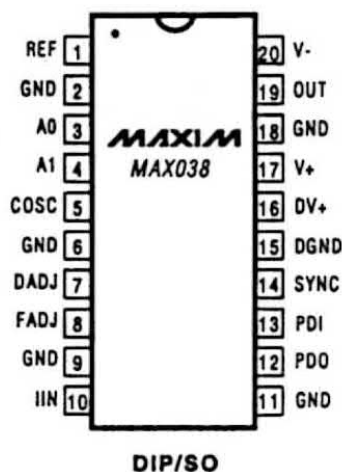 REF 1 20 V-
GND 2 19 OUT
A0 3 18 GND
MAXIM
A1 4 17 V+
MAX038
COSC 5 16 DV+
GND 6 15 DGND
DADJ 7 14 SYNC
FADJ 8 13 PDI
GND 9 12 PDO
IIN 10 11 GND
DIP/SO